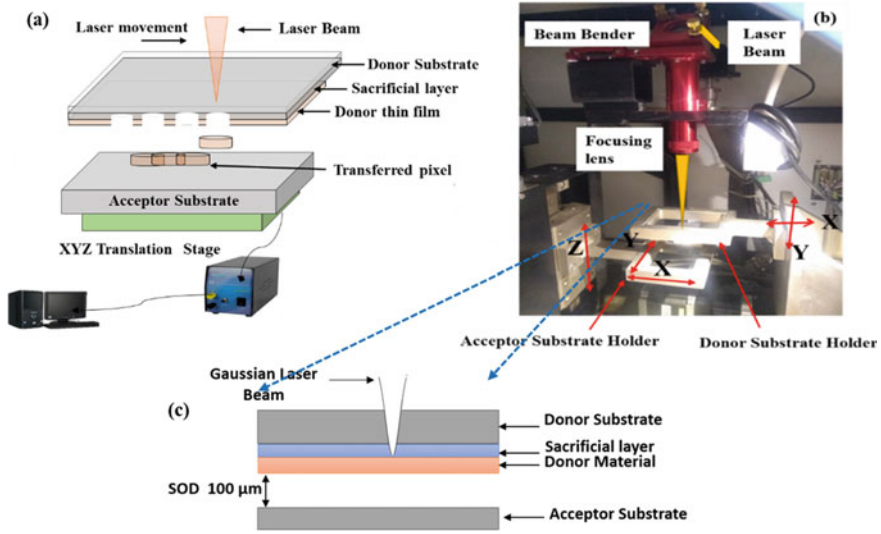 (a)
Laser movement
Laser Beam
Donor Substrate
Sacrificial layer
Donor thin film
Transferred pixel
Acceptor Substrate
XYZ Translation Stage
(b)
Beam Bender
Laser
Beam
Focusing
lens
X
Y
Z
Y
X
Acceptor
Substrate Holder
Donor Substrate Holder
(c)
Gaussian Laser
Beam
Donor Substrate
Sacrificial layer
Donor Material
SOD 100 μm
Acceptor Substrate